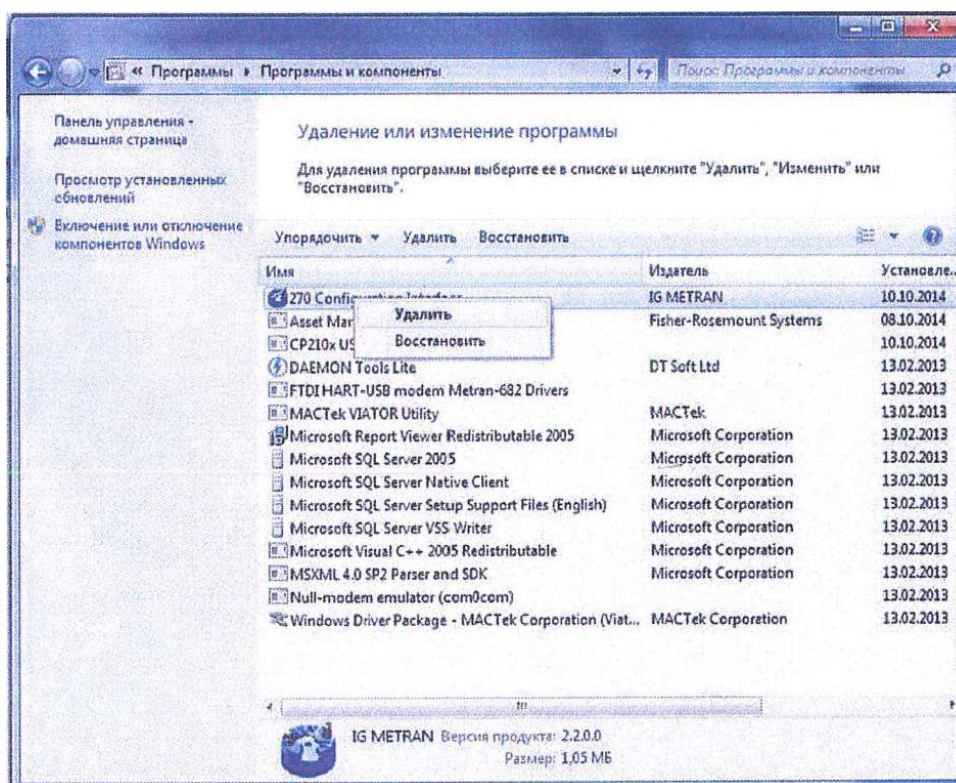 « Программы ▸ Программы и компоненты
Поиск: Программы и компоненты
Панель управления - домашняя страница
Просмотр установленных обновлений
Включение или отключение компонентов Windows
Удаление или изменение программы
Для удаления программы выберите ее в списке и щелкните "Удалить", "Изменить" или
"Восстановить".
Упорядочить Удалить Восстановить
Имя Издатель Установле...
270 Configuration Interface IG METRAN 10.10.2014
Asset Mar Fisher-Rosemount Systems 08.10.2014
CP210x US 10.10.2014
Удалить
Восстановить
DAEMON Tools Lite DT Soft Ltd 13.02.2013
FTDI HART-USB modem Metran-682 Drivers 13.02.2013
MACTek VIATOR Utility MACTek 13.02.2013
Microsoft Report Viewer Redistributable 2005 Microsoft Corporation 13.02.2013
Microsoft SQL Server 2005 Microsoft Corporation 13.02.2013
Microsoft SQL Server Native Client Microsoft Corporation 13.02.2013
Microsoft SQL Server Setup Support Files (English) Microsoft Corporation 13.02.2013
Microsoft SQL Server VSS Writer Microsoft Corporation 13.02.2013
Microsoft Visual C++ 2005 Redistributable Microsoft Corporation 13.02.2013
MSXML 4.0 SP2 Parser and SDK Microsoft Corporation 13.02.2013
Null-modem emulator (com0com) 13.02.2013
Windows Driver Package - MACTek Corporation (Viat... MACTek Corporation 13.02.2013
IG METRAN Версия продукта: 2.2.0.0
Размер: 1,05 МБ